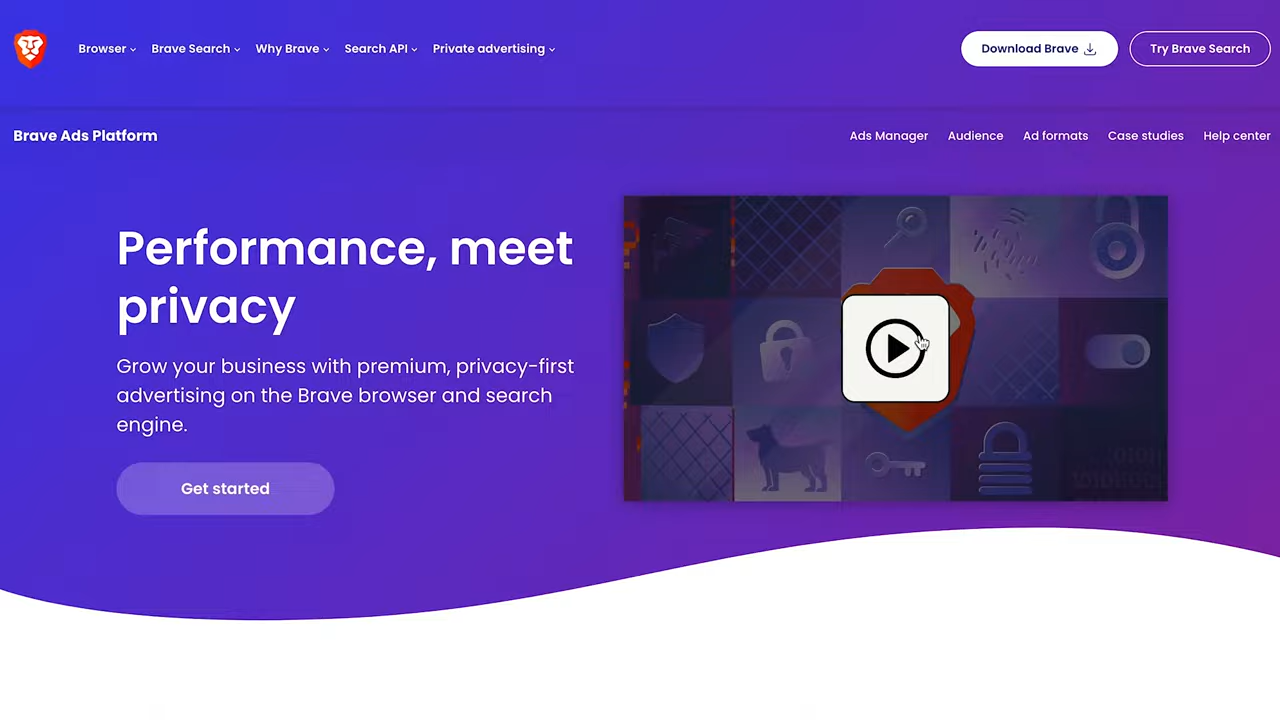 Browser
Brave Search
Why Brave
Search API
Private advertising
Download Brave
Try Brave Search
Brave Ads Platform
Ads Manager
Audience
Ad formats
Case studies
Help center
Performance, meet
privacy
Grow your business with premium, privacy-first
advertising on the Brave browser and search
engine.
Get started